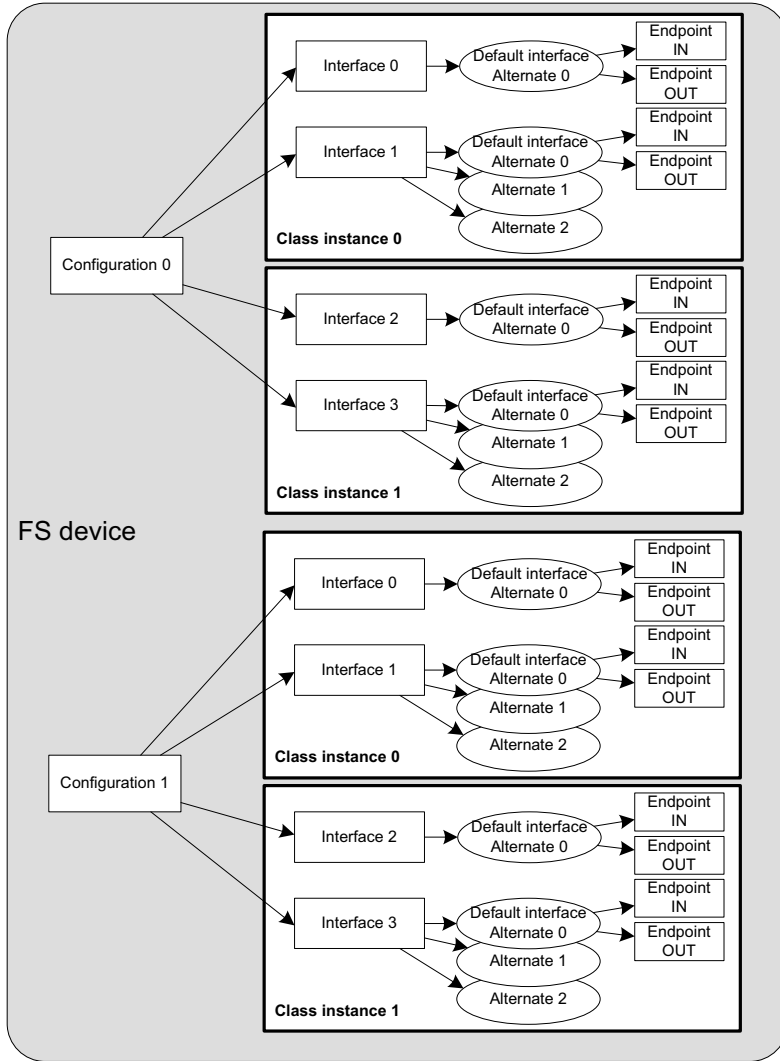 Interface 0
Default interface
Alternate 0
Endpoint
IN
Endpoint
OUT
Interface 1
Default interface
Alternate 0
Alternate 1
Alternate 2
Endpoint
IN
Endpoint
OUT
Class instance 0
Configuration 0
Interface 2
Default interface
Alternate 0
Endpoint
IN
Endpoint
OUT
Interface 3
Default interface
Alternate 0
Alternate 1
Alternate 2
Endpoint
IN
Endpoint
OUT
Class instance 1
FS device
Interface 0
Default interface
Alternate 0
Endpoint
IN
Endpoint
OUT
Interface 1
Default interface
Alternate 0
Alternate 1
Alternate 2
Endpoint
IN
Endpoint
OUT
Class instance 0
Configuration 1
Interface 2
Default interface
Alternate 0
Endpoint
IN
Endpoint
OUT
Interface 3
Default interface
Alternate 0
Alternate 1
Alternate 2
Endpoint
IN
Endpoint
OUT
Class instance 1